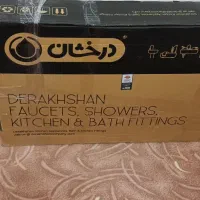 درخشان
DERAKHSHAN
FAUCETS, SHOWERS,
KITCHEN & BATH FITTINGS